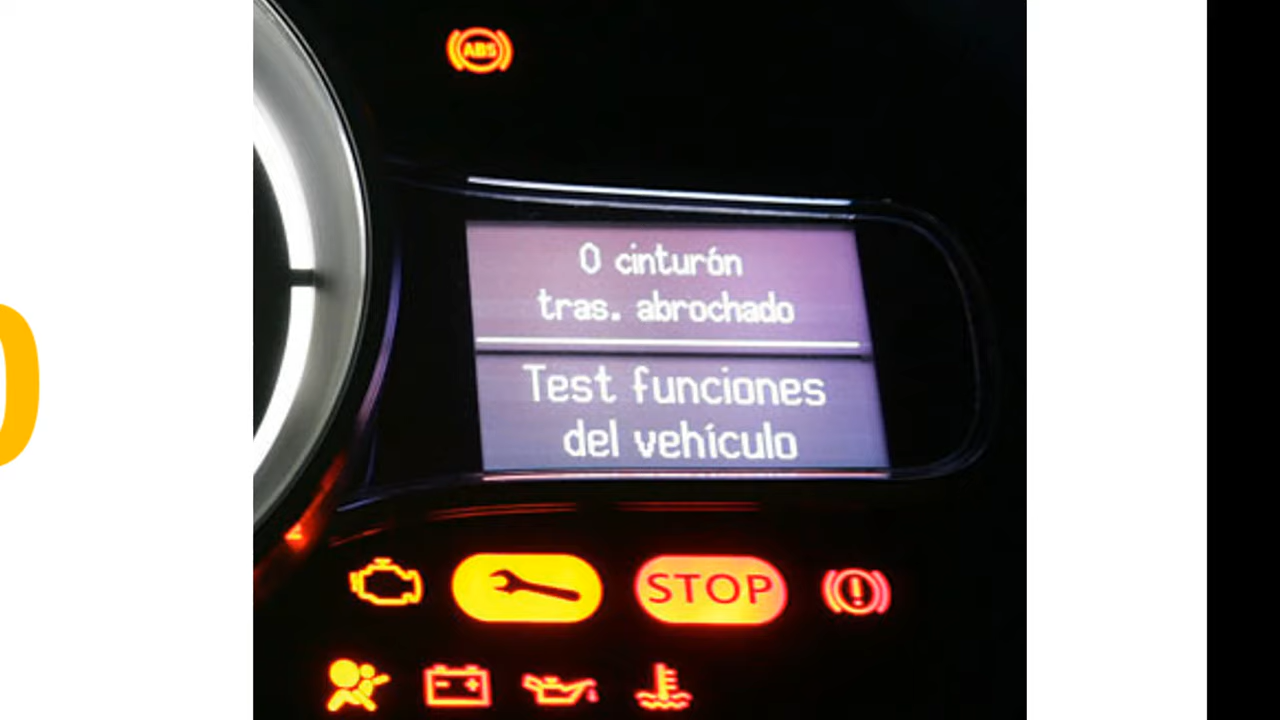 ABS
0 cinturón
tras. abrochado
Test funciones
del vehículo
STOP